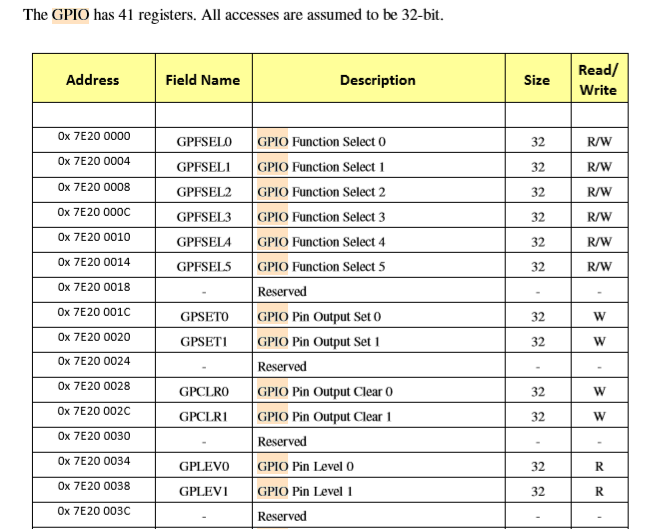 The GPIO has 41 registers. All accesses are assumed to be 32-bit.
Address Field Name Description Size Read/
Write
0x 7E20 0000 GPFSEL0 GPIO Function Select 0 32 R/W
0x 7E20 0004 GPFSEL1 GPIO Function Select 1 32 R/W
0x 7E20 0008 GPFSEL2 GPIO Function Select 2 32 R/W
0x 7E20 000C GPFSEL3 GPIO Function Select 3 32 R/W
0x 7E20 0010 GPFSEL4 GPIO Function Select 4 32 R/W
0x 7E20 0014 GPFSEL5 GPIO Function Select 5 32 R/W
0x 7E20 0018 - Reserved - -
0x 7E20 001C GPSET0 GPIO Pin Output Set 0 32 W
0x 7E20 0020 GPSET1 GPIO Pin Output Set 1 32 W
0x 7E20 0024 - Reserved - -
0x 7E20 0028 GPCLR0 GPIO Pin Output Clear 0 32 W
0x 7E20 002C GPCLR1 GPIO Pin Output Clear 1 32 W
0x 7E20 0030 - Reserved - -
0x 7E20 0034 GPLEV0 GPIO Pin Level 0 32 R
0x 7E20 0038 GPLEV1 GPIO Pin Level 1 32 R
0x 7E20 003C - Reserved - -